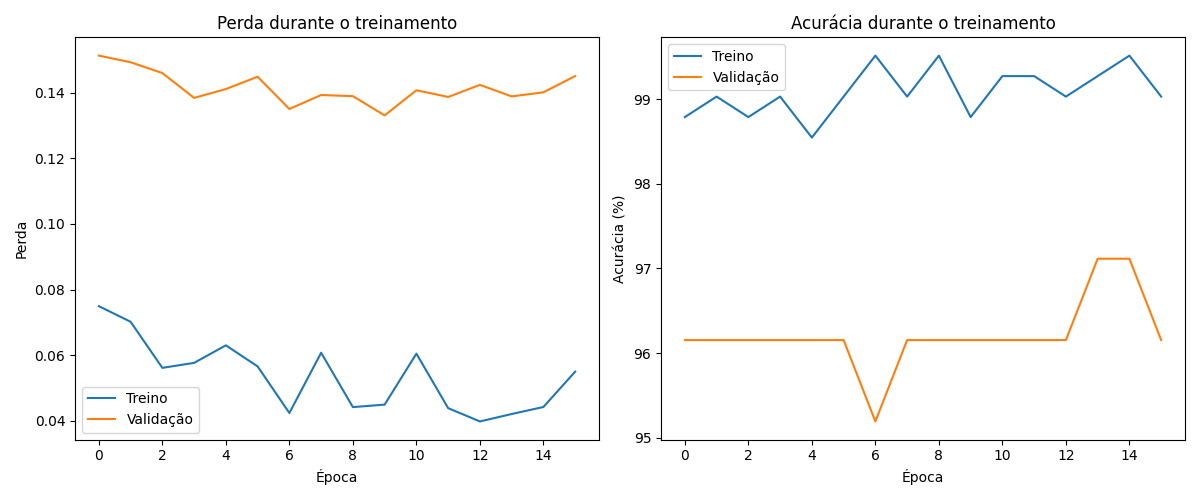 Perda durante o treinamento
0.14
0.12
0.10
0.08
0.06
0.04
Perda
Treino
Validação
0 2 4 6 8 10 12 14
Época
Acurácia durante o treinamento
Treino
Validação
99
98
97
96
95
Acurácia (%)
0 2 4 6 8 10 12 14
Época